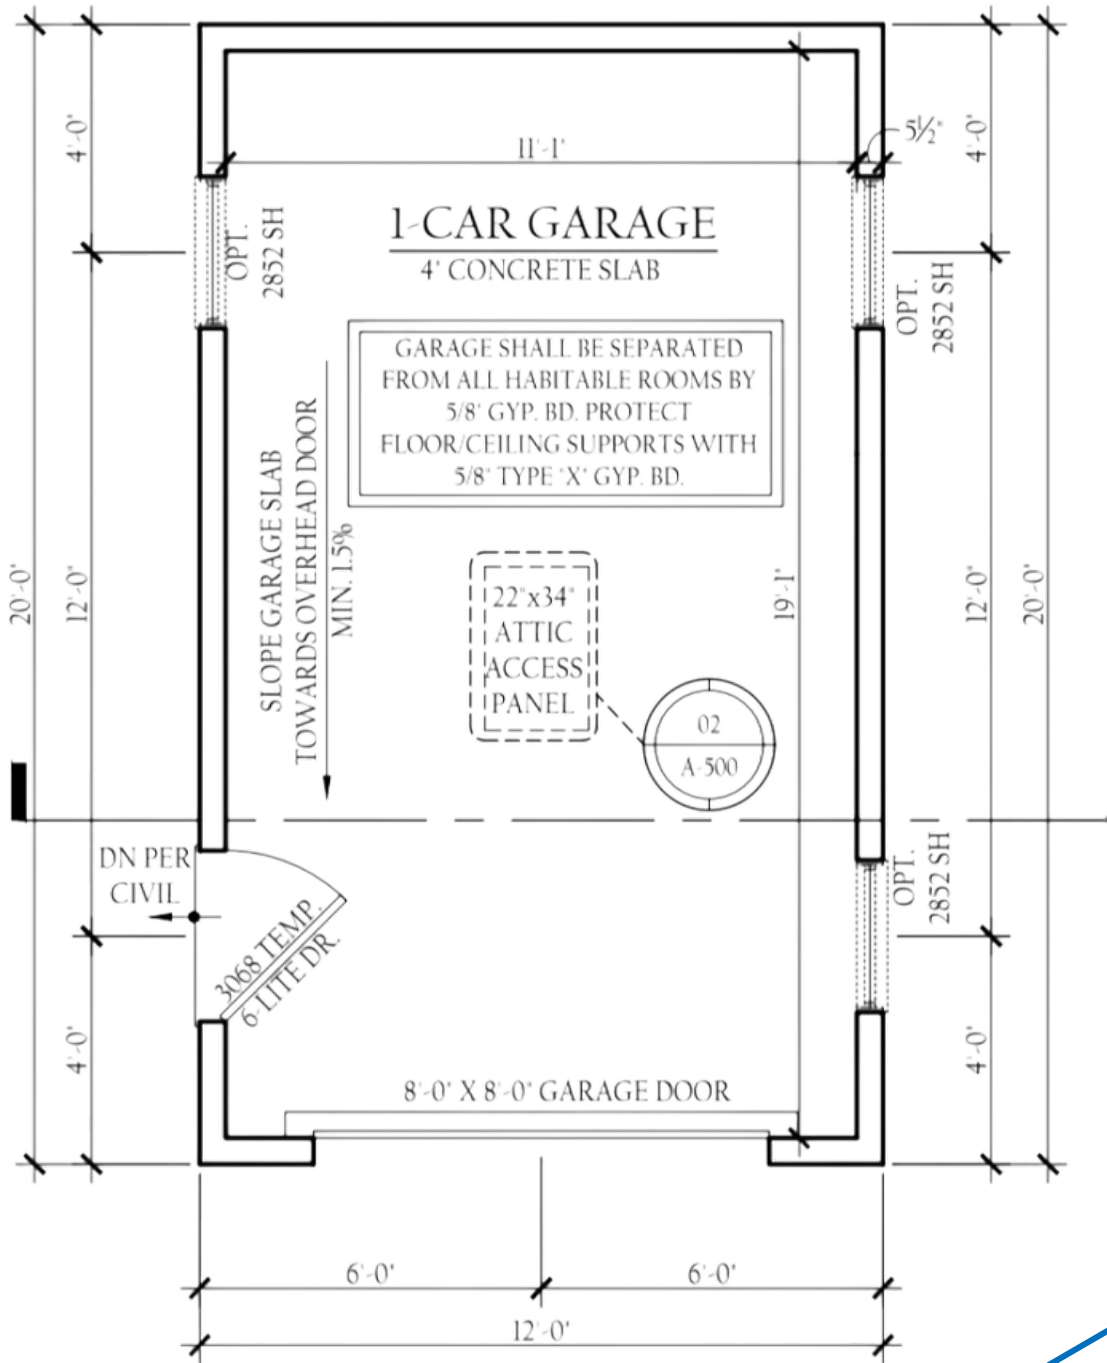 4'-0"
4'-0"
5½"
11'-1"
1-CAR GARAGE
4" CONCRETE SLAB
OPT.
2852 SH
OPT.
2852 SH
GARAGE SHALL BE SEPARATED
FROM ALL HABITABLE ROOMS BY
5/8" GYP. BD. PROTECT
FLOOR/CEILING SUPPORTS WITH
5/8" TYPE "X" GYP. BD.
SLOPE GARAGE SLAB
TOWARDS OVERHEAD DOOR
MIN. 1.5%
20'-0"
12'-0"
22"x34"
ATTIC
ACCESS
PANEL
19'-1"
12'-0"
20'-0"
02
A-500
DN PER
CIVIL
OPT.
2852 SH
3068 TEMP.
6-LITE DR.
4'-0"
4'-0"
8'-0" X 8'-0" GARAGE DOOR
6'-0"
6'-0"
12'-0"